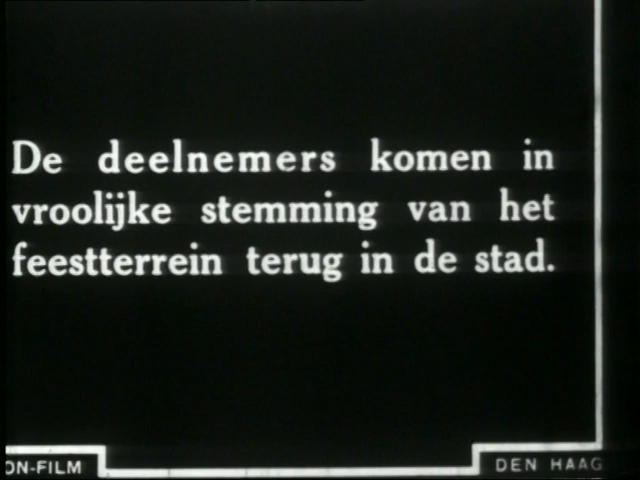 De deelnemers komen in
vroolijke stemming van het
feestterrein terug in de stad.
ON-FILM
DEN HAAG